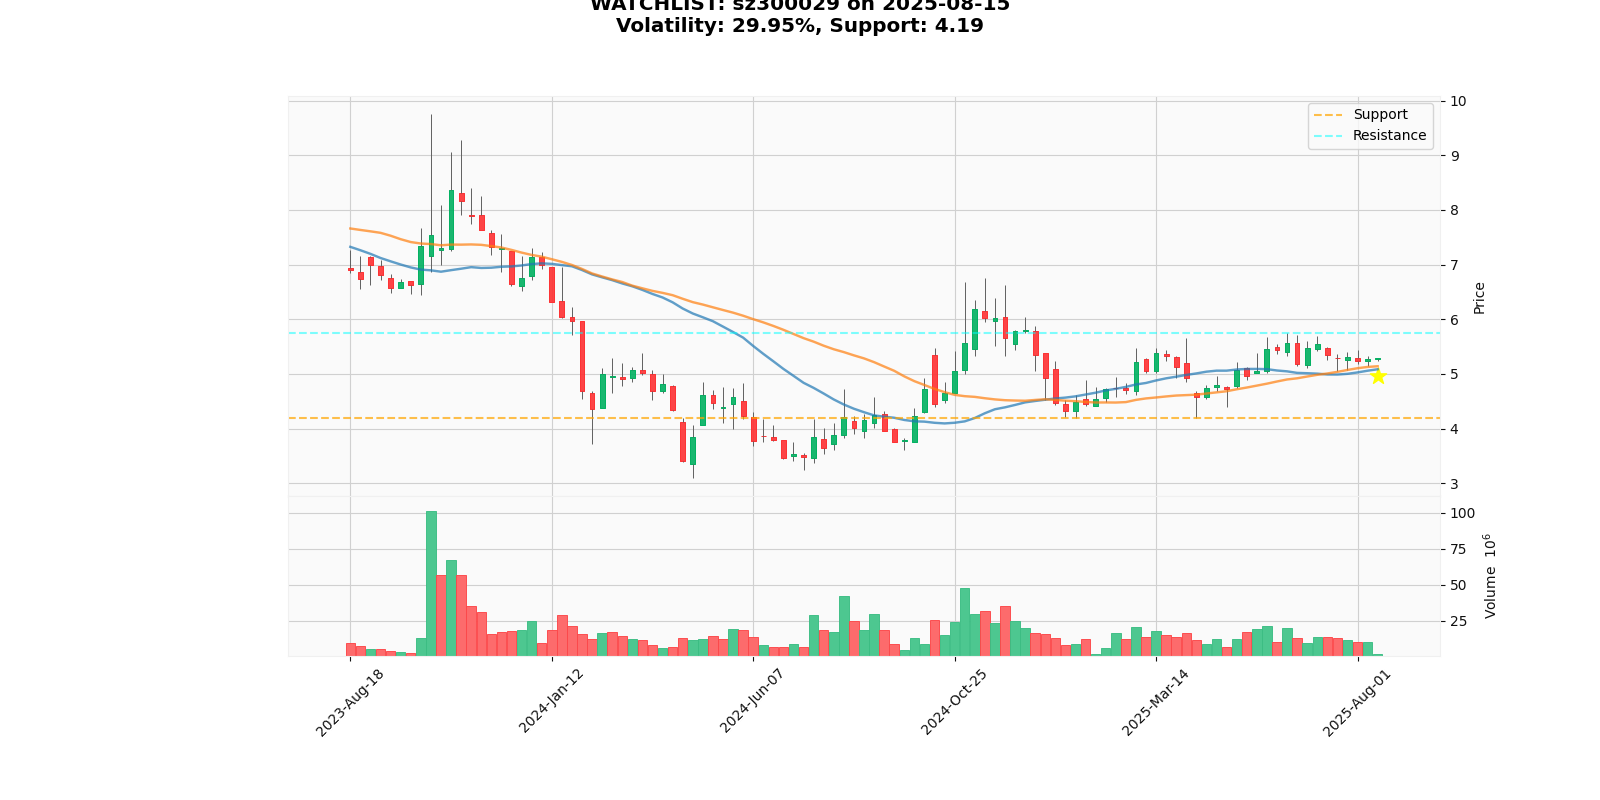 WATCHLIST: sz300029 on 2025-08-15
Volatility: 29.95%, Support: 4.19
Support
Resistance
10
9
8
7
6
5
4
3
Price
100
75
50
25
Volume 10^6
2023-Aug-18
2024-Jan-12
2024-Jun-07
2024-Oct-25
2025-Mar-14
2025-Aug-01